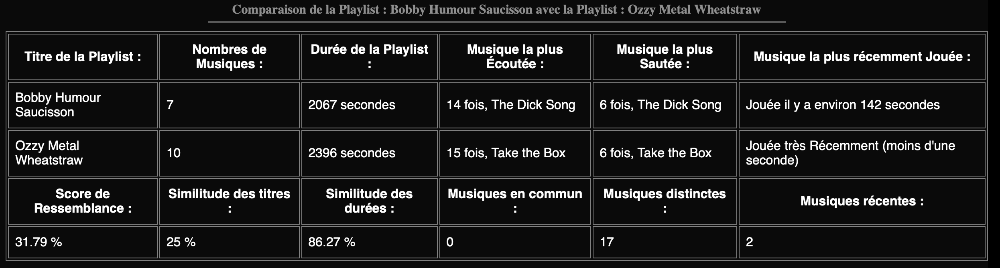 Comparaison de la Playlist : Bobby Humour Saucisson avec la Playlist : Ozzy Metal Wheatstraw
Titre de la Playlist :
Nombres de
Musiques :
Durée de la Playlist
:
Musique la plus
Écoutée :
Musique la plus
Sautée :
Musique la plus récemment Jouée :
Bobby Humour
Saucisson
7
2067 secondes
14 fois, The Dick Song
6 fois, The Dick Song
Jouée il y a environ 142 secondes
Ozzy Metal
Wheatstraw
10
2396 secondes
15 fois, Take the Box
6 fois, Take the Box
Jouée très Récemment (moins d'une
seconde)
Score de
Ressemblance :
Similitude des titres
:
Similitude des
durées :
Musiques en commun
:
Musiques distinctes
:
Musiques récentes :
31.79 %
25 %
86.27 %
0
17
2